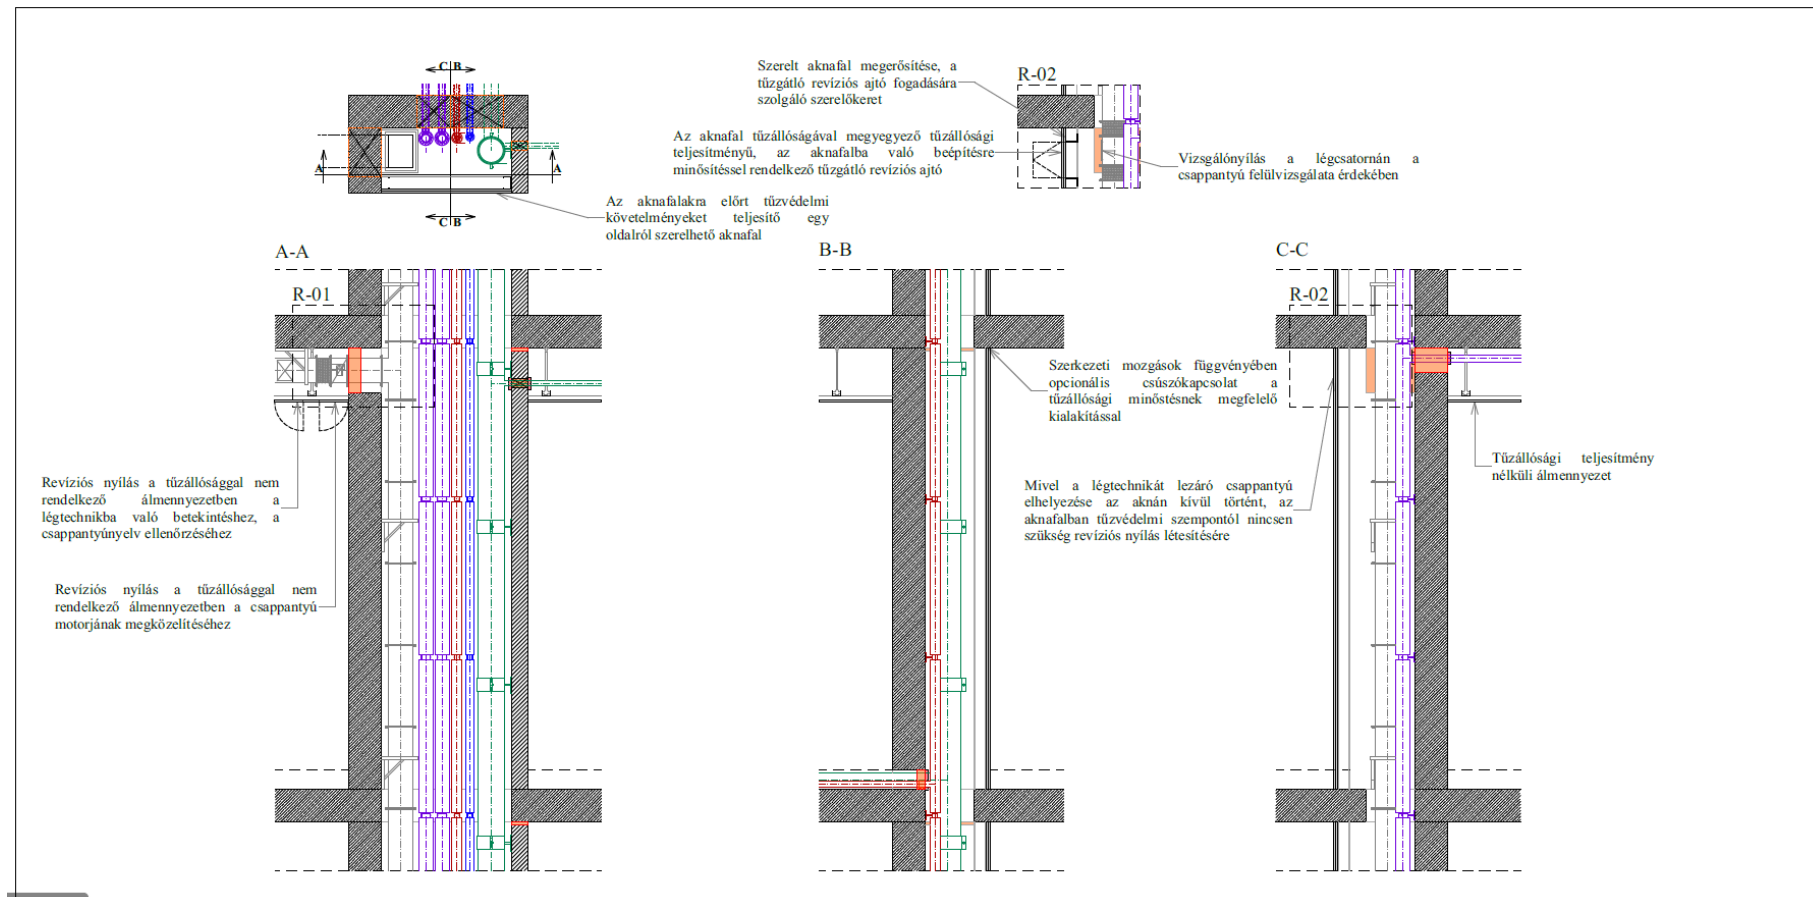 C B
Szerelt aknafal megerősítése, a
tűzgátló revíziós ajtó fogadására
szolgáló szerelőkeret
R-02
Az aknafal tűzállóságával megyegyező tűzállósági
teljesítményű, az aknafalba való beépítésre
minősítéssel rendelkező tűzgátló revíziós ajtó
Vizsgálónyílás a légcsatornán a
csappantyú felülvizsgálata érdekében
A
A
Az aknafalakra előrt tűzvédelmi
követelményeket teljesítő egy
oldalról szerelhető aknafal
C B
A-A
B-B
C-C
R-01
R-02
Szerkezeti mozgások függvényében
opcionális csúszókapcsolat a
tűzállósági minőstésnek megfelelő
kialakítással
Revíziós nyílás a tűzállósággal nem
rendelkező álmennyezetben a
légtechnikba való betekintéshez, a
csappantyúnyelv ellenőrzéséhez
Tűzállósági teljesítmény
nélküli álmennyezet
Mivel a légtechnikát lezáró csappantyú
elhelyezése az aknán kívül történt, az
aknafalban tűzvédelmi szempontól nincsen
szükség revíziós nyílás létesítésére
Revíziós nyílás a tűzállósággal nem
rendelkező álmennyezetben a csappantyú
motorjának megközelítéséhez